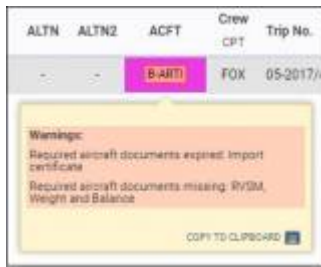 ALTN ALTN2 ACFT Crew CPT Trip No.
- - B-ARTI FOX 05-2017/
Warnings:
Required aircraft documents expired: Import
certificate
Required aircraft documents missing: RVSM,
Weight and Balance
COPY TO CLIPBOARD